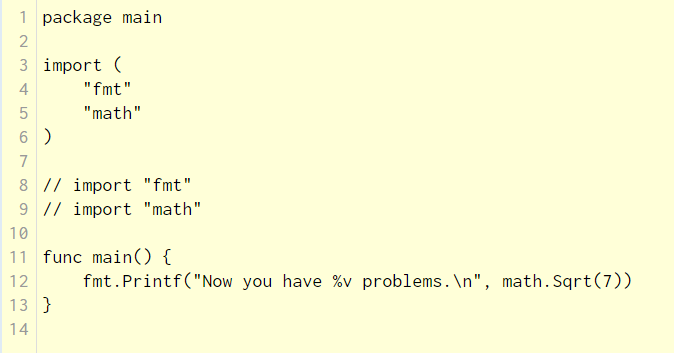 1 package main
2
3 import (
4     "fmt"
5     "math"
6 )
7
8 // import "fmt"
9 // import "math"
10
11 func main() {
12     fmt.Printf("Now you have %v problems.\n", math.Sqrt(7))
13 }
14